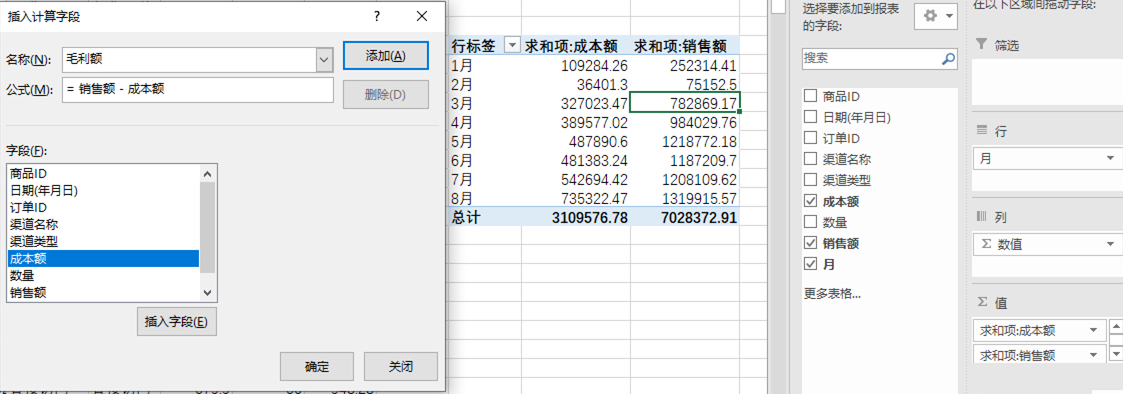 插入计算字段
?
名称(N): 毛利额 添加(A)
公式(M): = 销售额 - 成本额 删除(D)
字段(F):
商品ID
日期(年月日)
订单ID
渠道名称
渠道类型
成本额
数量
销售额
插入字段(E)
确定 关闭
行标签 求和项:成本额 求和项:销售额
1月 109284.26 252314.41
2月 36401.3 75152.5
3月 327023.47 782869.17
4月 389577.02 984029.76
5月 487890.6 1218772.18
6月 481383.24 1187209.7
7月 542694.42 1208109.62
8月 735322.47 1319915.57
总计 3109576.78 7028372.91
选择要添加到报表
的字段:
搜索
商品ID
日期(年月日)
订单ID
渠道名称
渠道类型
成本额
数量
销售额
月
更多表格...
在以下区域间拖动字段:
筛选
行
月
列
Σ 数值
Σ 值
求和项:成本额
求和项:销售额